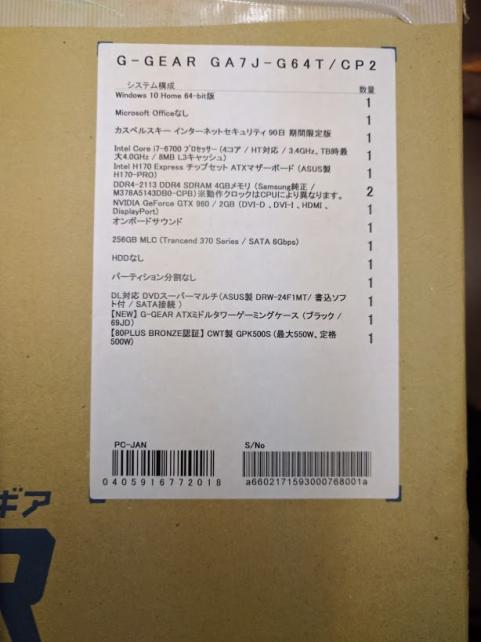 G-GEAR GA7J-G64T/CP2
システム構成 数量
Windows 10 Home 64-bit版 1
Microsoft Officeなし 1
カスペルスキー インターネットセキュリティ 90日 期間限定版 1
Intel Core i7-6700 プロセッサー (4コア / HT対応 / 3.4GHz、TB時最 1
大4.0GHz / 8MB L3キャッシュ)
Intel H170 Express チップセット ATXマザーボード (ASUS製 1
H170-PRO)
DDR4-2113 DDR4 SDRAM 4GBメモリ (Samsung純正 / 2
M378A5143DB0-CPB)※動作クロックはCPUにより異なります。
NVIDIA GeForce GTX 960 / 2GB (DVI-D 、DVI-I 、HDMI 、 1
DisplayPort)
オンボードサウンド 1
256GB MLC (Trancend 370 Series / SATA 6Gbps) 1
HDDなし 1
パーティション分割なし 1
DL対応 DVDスーパーマルチ(ASUS製 DRW-24F1MT/ 書込ソフ 1
ト付 / SATA接続 )
【NEW】 G-GEAR ATXミドルタワーゲーミングケース (ブラック / 1
69JD)
【80PLUS BRONZE認証】 CWT製 GPK500S (最大550W、定格 1
500W)
PC-JAN S/No
0405916772018 a6602171593000768001a
ギア
R